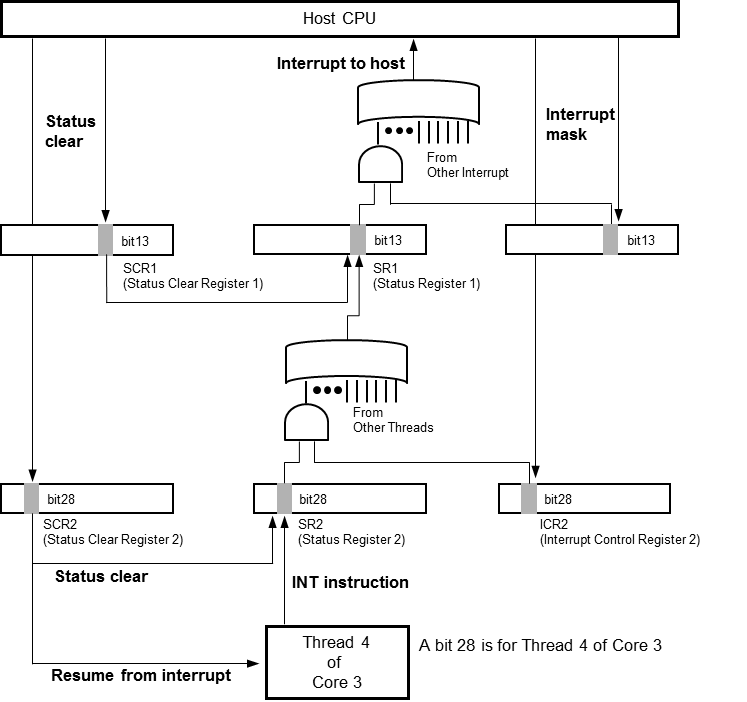 Host CPU
Interrupt to host
Status
clear
Interrupt
mask
From
Other Interrupt
bit13
bit13
bit13
SCR1
(Status Clear Register 1)
SR1
(Status Register 1)
From
Other Threads
bit28
bit28
bit28
SCR2
(Status Clear Register 2)
SR2
(Status Register 2)
ICR2
(Interrupt Control Register 2)
Status clear
INT instruction
Thread 4
of
Core 3
A bit 28 is for Thread 4 of Core 3
Resume from interrupt